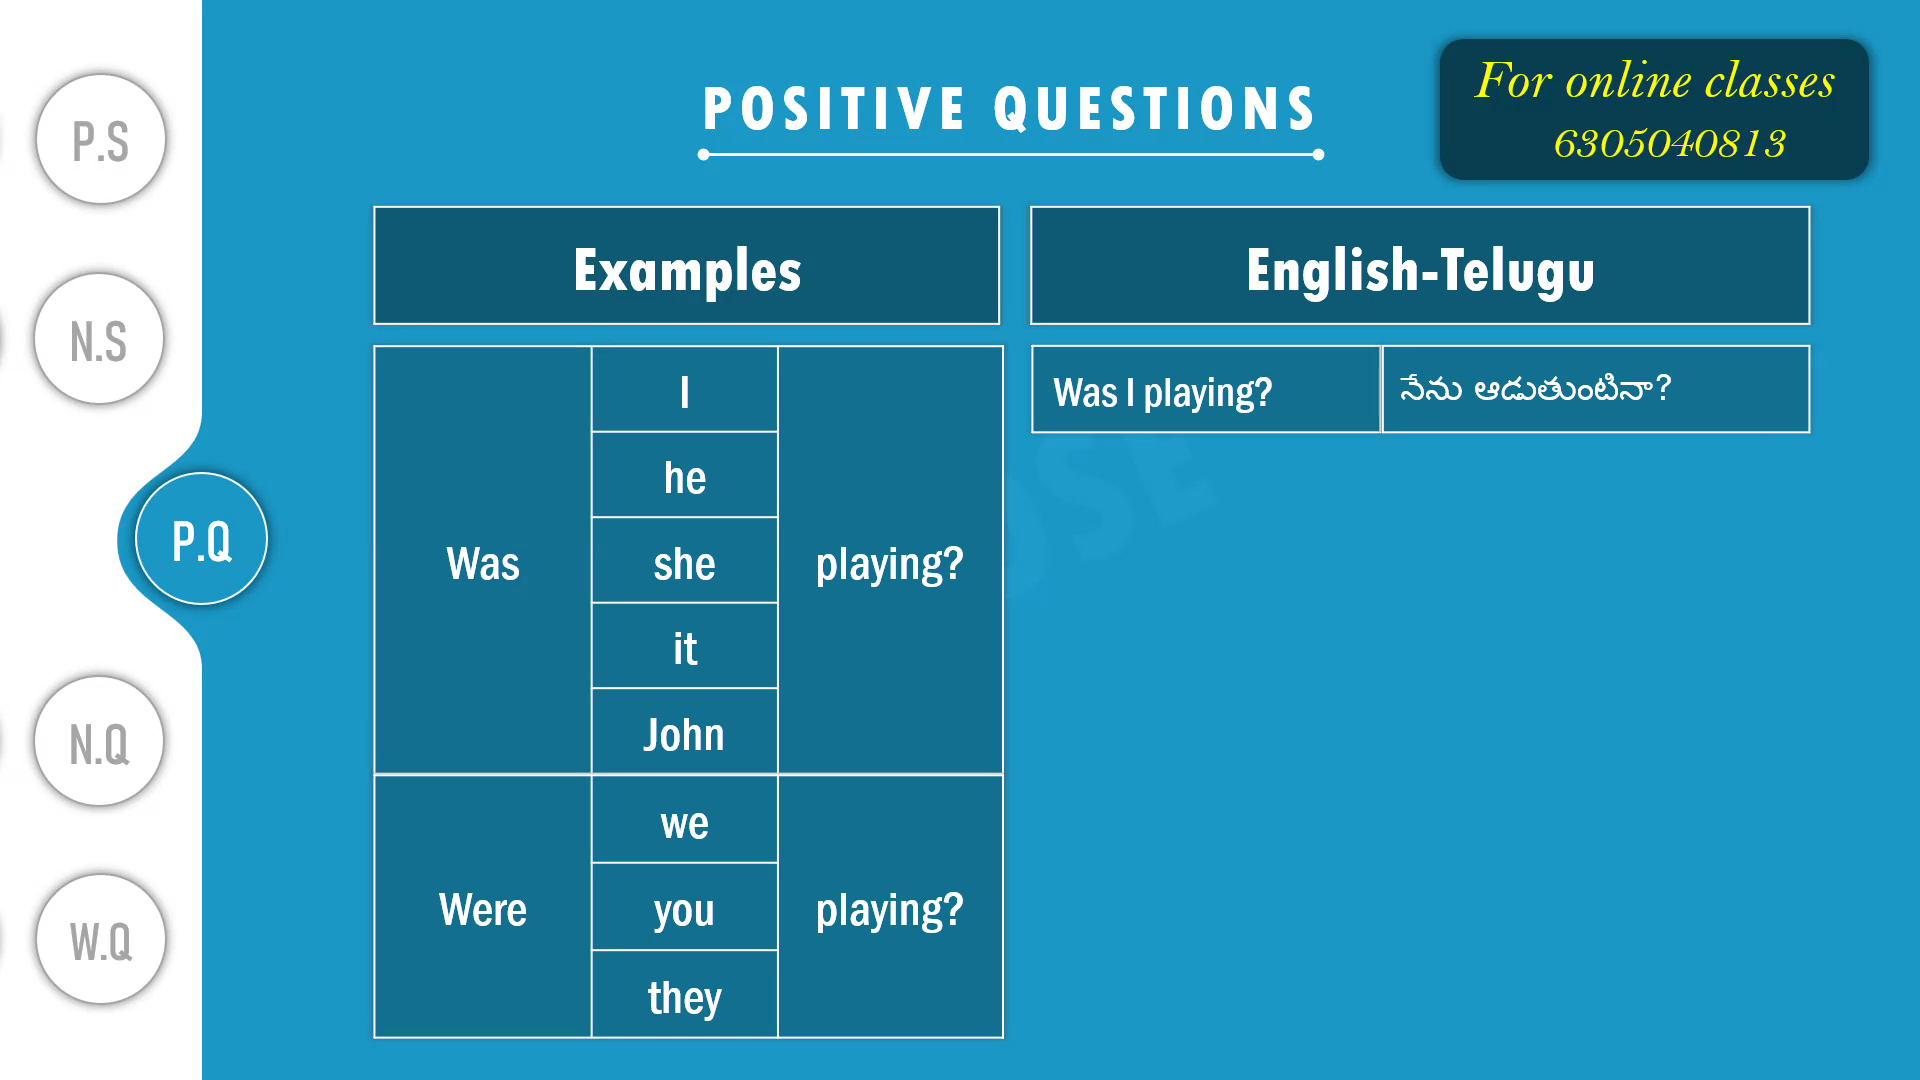 For online classes
6305040813
POSITIVE QUESTIONS
P.S
N.S
P.Q
N.Q
W.Q
Examples
Was
I
he
she
it
John
playing?
Were
we
you
they
playing?
English-Telugu
Was I playing?
నేను ఆడుతుంటినా?
OSE